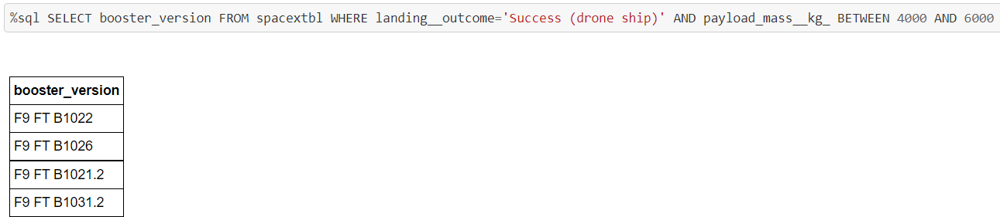 %sql SELECT booster_version FROM spacextbl WHERE landing__outcome='Success (drone ship)' AND payload_mass__kg_ BETWEEN 4000 AND 6000
booster_version
F9 FT B1022
F9 FT B1026
F9 FT B1021.2
F9 FT B1031.2